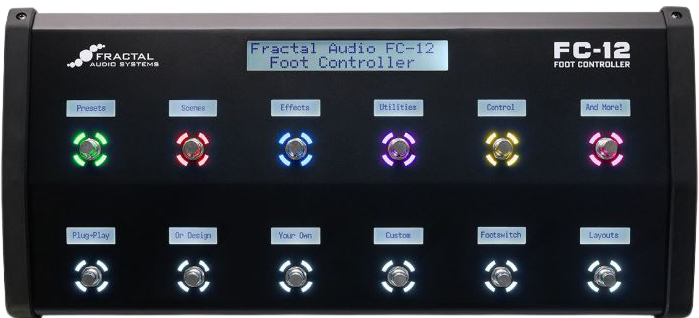 FRACTAL
AUDIO SYSTEMS
Fractal Audio FC-12
Foot Controller
FC-12
FOOT CONTROLLER
Presets
Scenes
Effects
Utilities
Control
And More!
Plug+Play
Or Design
Your Own
Custom
Footswitch
Layouts